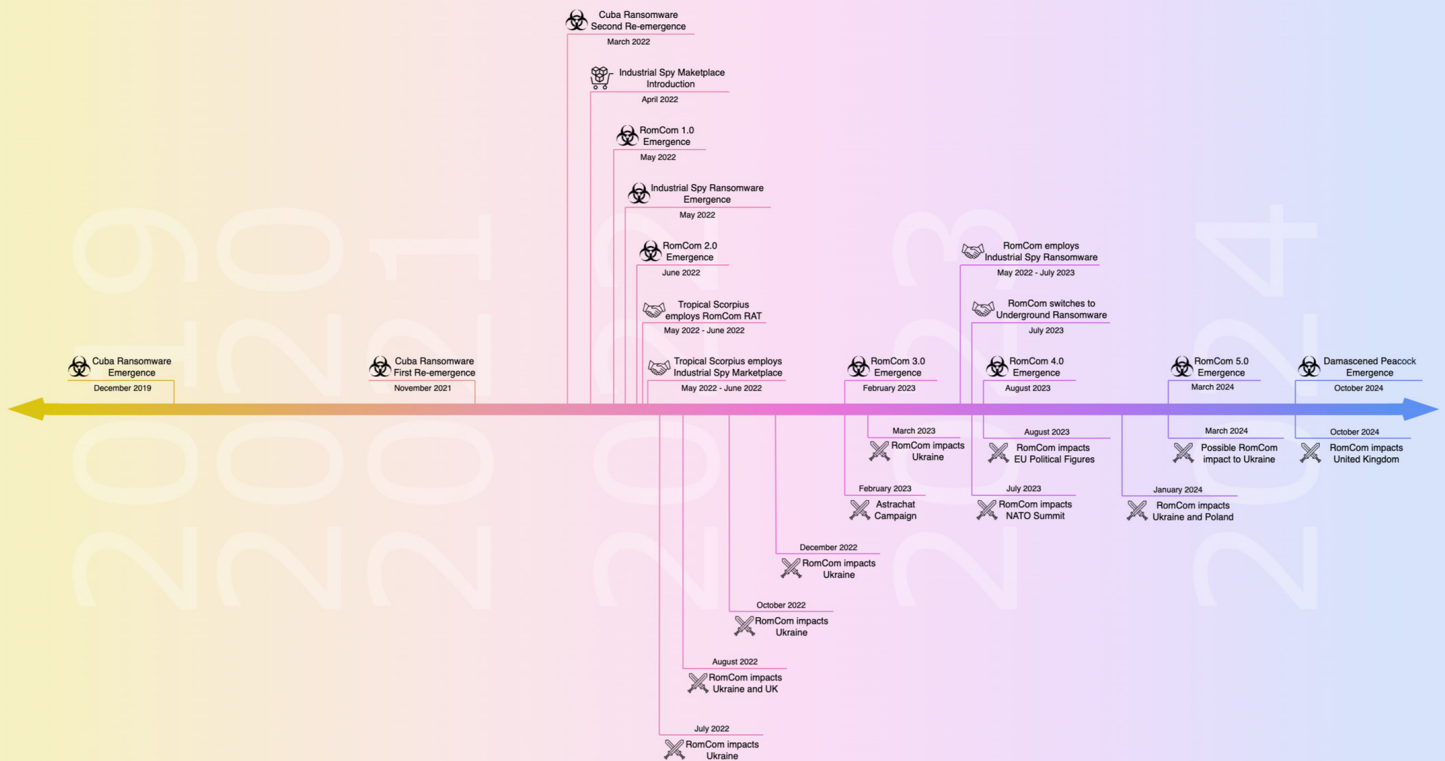 Cuba Ransomware
Second Re-emergence
March 2022
Industrial Spy Maketplace
Introduction
April 2022
RomCom 1.0
Emergence
May 2022
Industrial Spy Ransomware
Emergence
May 2022
RomCom 2.0
Emergence
June 2022
Tropical Scorpius
employs RomCom RAT
May 2022 - June 2022
Tropical Scorpius employs
Industrial Spy Marketplace
May 2022 - June 2022
RomCom employs
Industrial Spy Ransomware
May 2022 - July 2023
RomCom switches to
Underground Ransomware
July 2023
Cuba Ransomware
Emergence
December 2019
Cuba Ransomware
First Re-emergence
November 2021
RomCom 3.0
Emergence
February 2023
RomCom 4.0
Emergence
August 2023
RomCom 5.0
Emergence
March 2024
Damascened Peacock
Emergence
October 2024
2019
2020
2021
2022
2023
2024
March 2023
RomCom impacts
Ukraine
August 2023
RomCom impacts
EU Political Figures
March 2024
Possible RomCom
impact to Ukraine
October 2024
RomCom impacts
United Kingdom
February 2023
Astrachat
Campaign
July 2023
RomCom impacts
NATO Summit
January 2024
RomCom impacts
Ukraine and Poland
December 2022
RomCom impacts
Ukraine
October 2022
RomCom impacts
Ukraine
August 2022
RomCom impacts
Ukraine and UK
July 2022
RomCom impacts
Ukraine